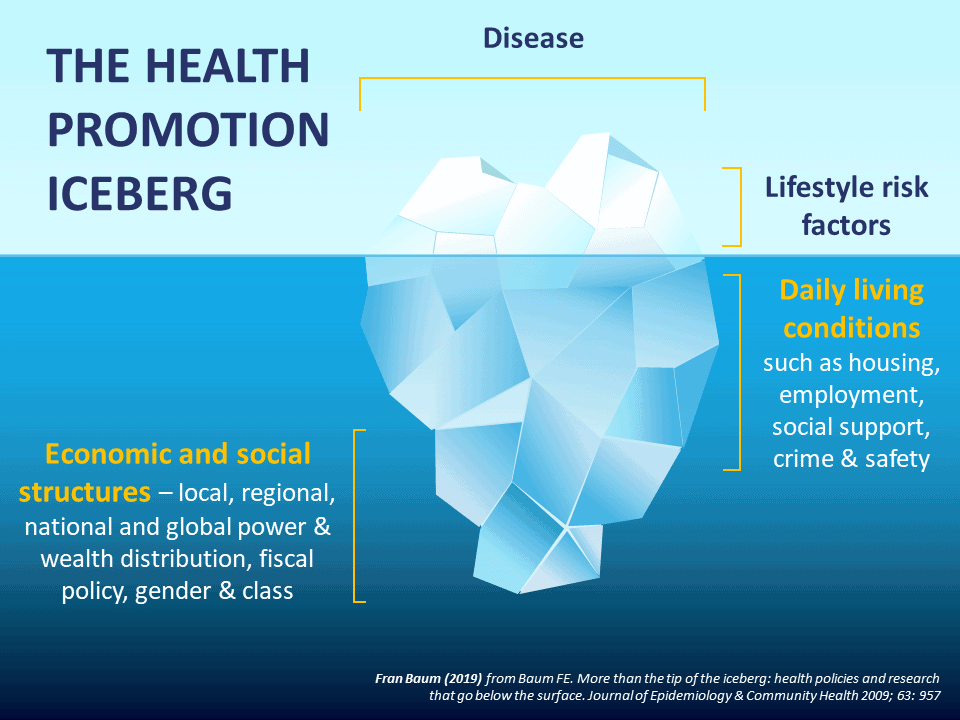 THE HEALTH
PROMOTION
ICEBERG
Disease
Lifestyle risk
factors
Daily living
conditions
such as housing,
employment,
social support,
crime & safety
Economic and social
structures – local, regional,
national and global power &
wealth distribution, fiscal
policy, gender & class
Fran Baum (2019) from Baum FE. More than the tip of the iceberg: health policies and research
that go below the surface. Journal of Epidemiology & Community Health 2009; 63: 957